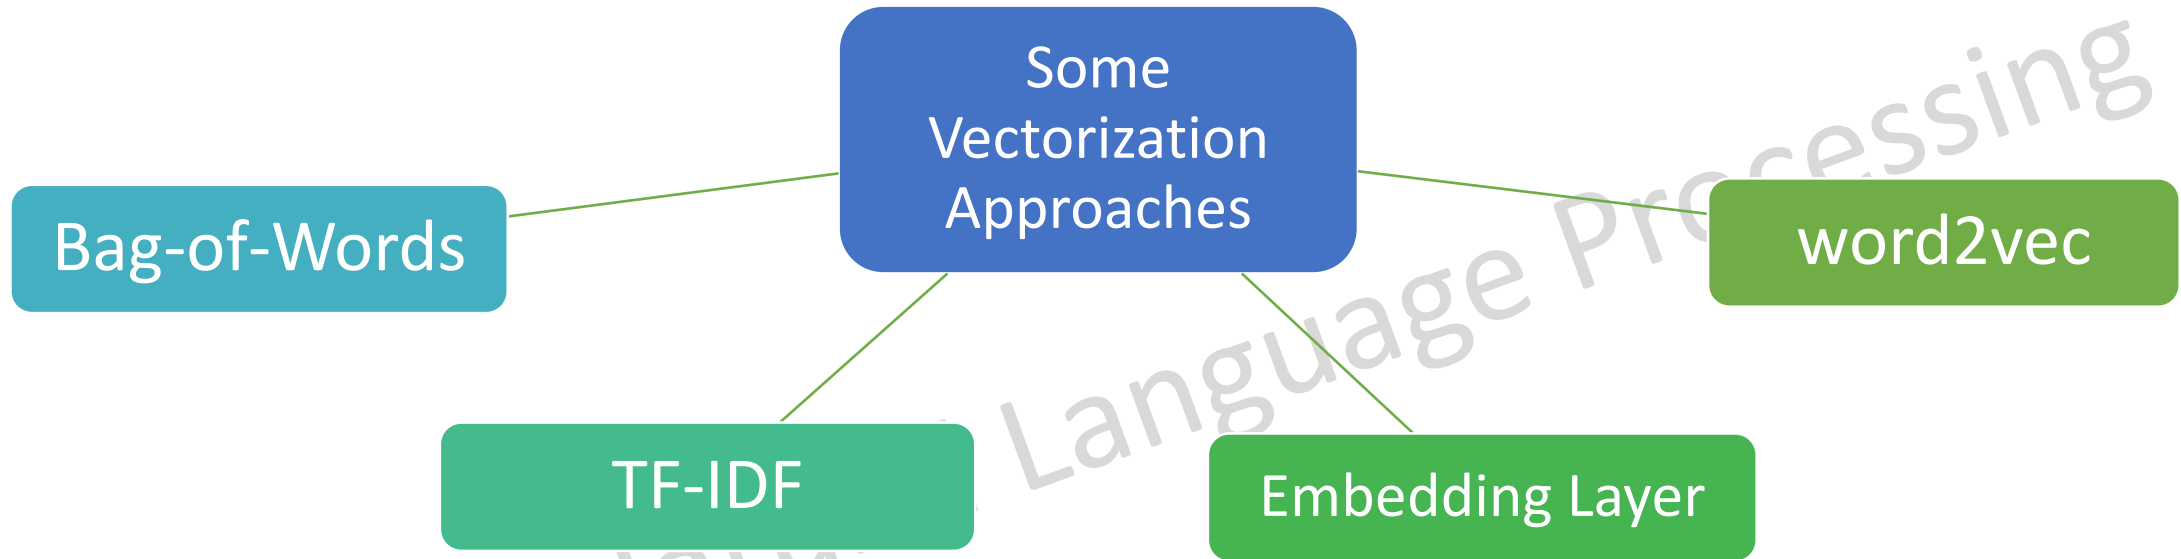 Some
Vectorization
Approaches
Bag-of-Words
word2vec
TF-IDF
Embedding Layer
Language Processing